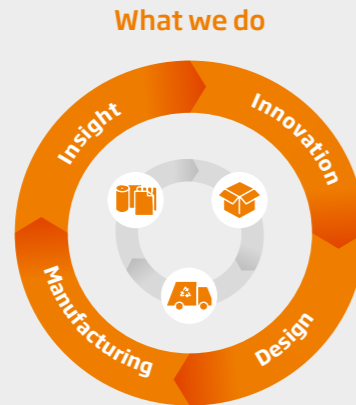 What we do
Insight
Innovation
Design
Manufacturing